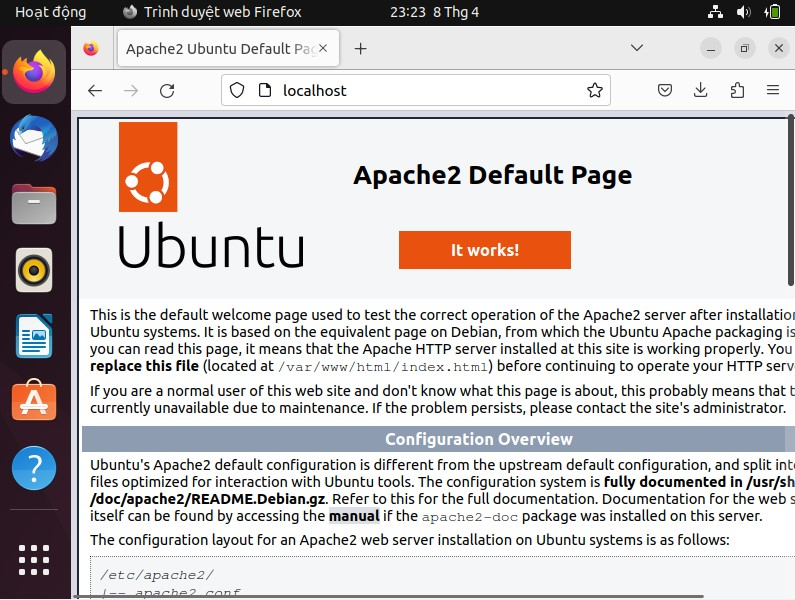 Hoạt động
Trình duyệt web Firefox
23:23 8 Thg 4
Apache2 Ubuntu Default Pag
localhost
Ubuntu
Apache2 Default Page
It works!
This is the default welcome page used to test the correct operation of the Apache2 server after installation
Ubuntu systems. It is based on the equivalent page on Debian, from which the Ubuntu Apache packaging is
you can read this page, it means that the Apache HTTP server installed at this site is working properly. You
replace this file (located at /var/www/html/index.html) before continuing to operate your HTTP serv
If you are a normal user of this web site and don't know what this page is about, this probably means that t
currently unavailable due to maintenance. If the problem persists, please contact the site's administrator.
Configuration Overview
Ubuntu's Apache2 default configuration is different from the upstream default configuration, and split into
files optimized for interaction with Ubuntu tools. The configuration system is fully documented in /usr/sh
/doc/apache2/README.Debian.gz. Refer to this for the full documentation. Documentation for the web s
itself can be found by accessing the manual if the apache2-doc package was installed on this server.
The configuration layout for an Apache2 web server installation on Ubuntu systems is as follows:
/etc/apache2/
|-- apache2.conf